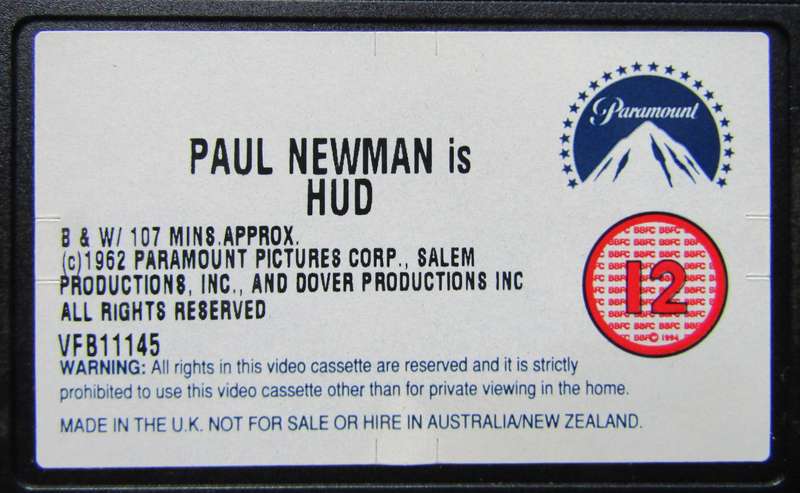 Paramount
PAUL NEWMAN is
HUD
B & W/ 107 MINS.APPROX.
(c)1962 PARAMOUNT PICTURES CORP., SALEM
PRODUCTIONS, INC., AND DOVER PRODUCTIONS INC
ALL RIGHTS RESERVED
VFB11145
12
BBFC © 1994
WARNING: All rights in this video cassette are reserved and it is strictly
prohibited to use this video cassette other than for private viewing in the home.
MADE IN THE U.K. NOT FOR SALE OR HIRE IN AUSTRALIA/NEW ZEALAND.